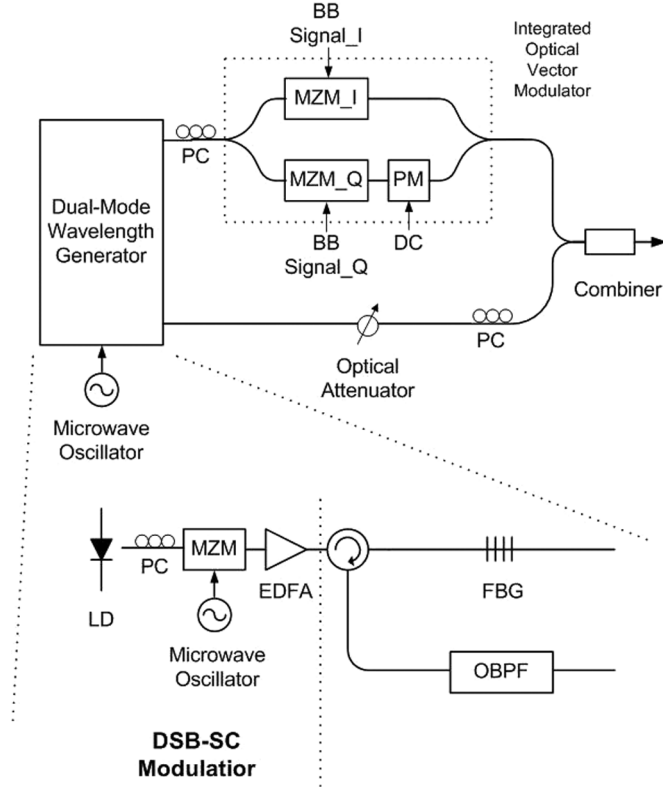 BB
Signal_I
Integrated
Optical
Vector
Modulator
MZM_I
PC
MZM_Q
PM
Dual-Mode
Wavelength
Generator
BB
Signal_Q
DC
Combiner
PC
Optical
Attenuator
Microwave
Oscillator
MZM
PC
EDFA
LD
FBG
Microwave
Oscillator
OBPF
DSB-SC
Modulatior